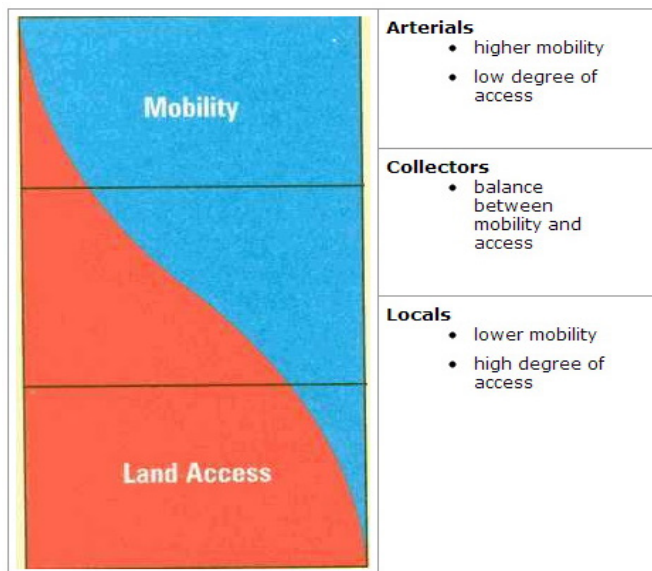 Mobility
Land Access
Arterials
• higher mobility
• low degree of
access
Collectors
• balance
between
mobility and
access
Locals
• lower mobility
• high degree of
access